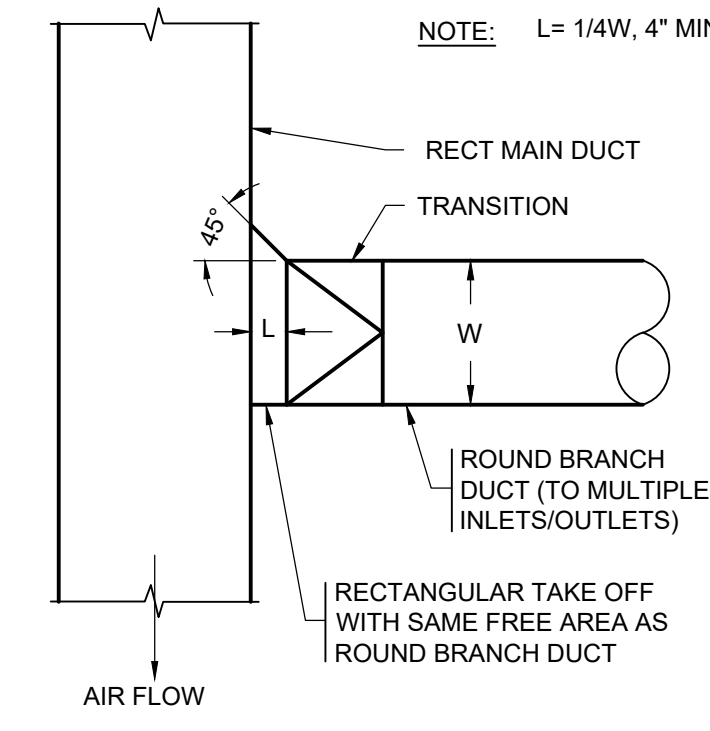 NOTE: L= 1/4W, 4" MIN
RECT MAIN DUCT
TRANSITION
45°
L
W
ROUND BRANCH
DUCT (TO MULTIPLE
INLETS/OUTLETS)
RECTANGULAR TAKE OFF
WITH SAME FREE AREA AS
ROUND BRANCH DUCT
AIR FLOW